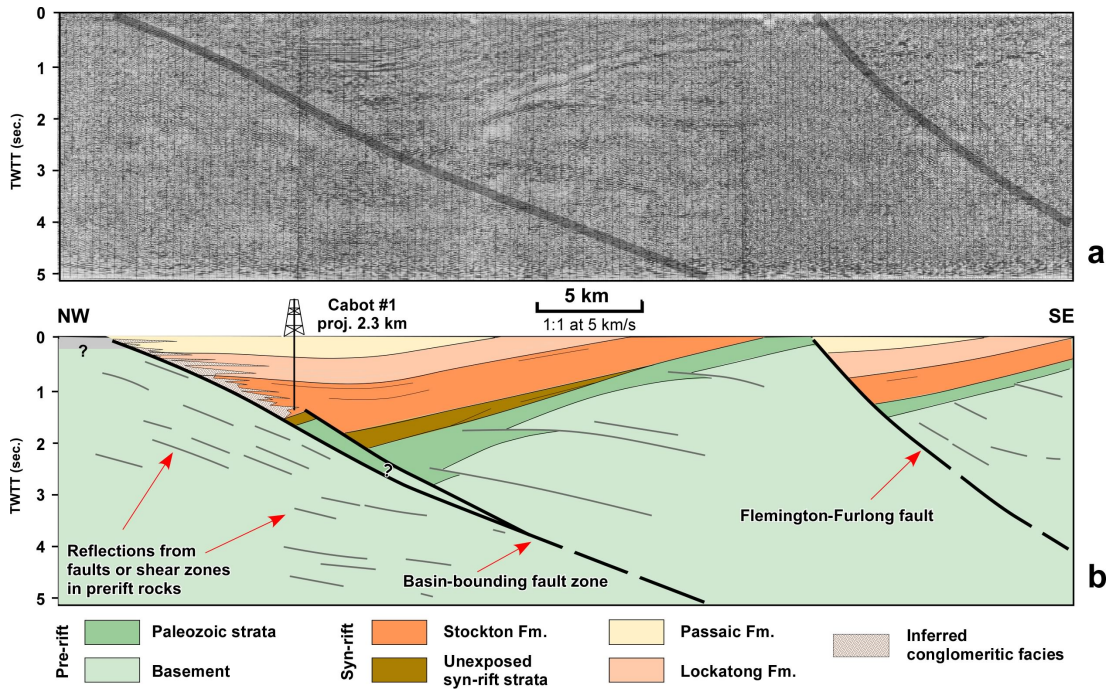 0
1
2
3
4
5
TWTT (sec.)
a
NW
Cabot #1
proj. 2.3 km
5 km
1:1 at 5 km/s
SE
0
1
2
3
4
5
TWTT (sec.)
?
?
Reflections from
faults or shear zones
in prerift rocks
Basin-bounding fault zone
Flemington-Furlong fault
b
Pre-rift
Paleozoic strata
Basement
Syn-rift
Stockton Fm.
Unexposed
syn-rift strata
Passaic Fm.
Lockatong Fm.
Inferred
conglomeritic facies